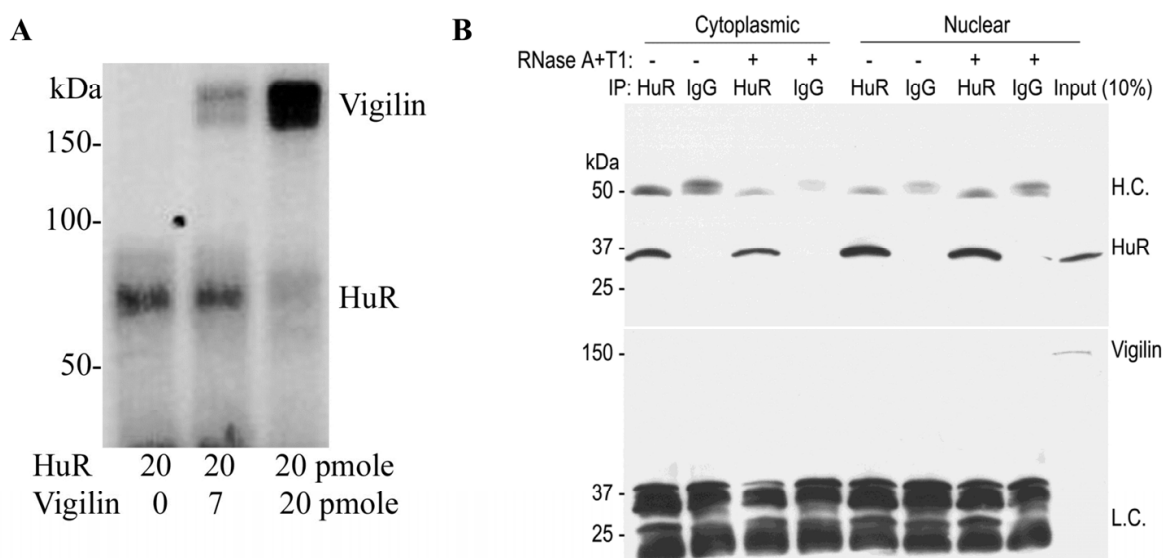 A
kDa
Vigilin
150-
100-
HuR
50-
HuR 20 20 20 pmole
Vigilin 0 7 20 pmole
B
Cytoplasmic Nuclear
RNase A+T1: - - + + - - + +
IP: HuR IgG HuR IgG HuR IgG HuR IgG Input (10%)
kDa
50 - H.C.
37 - HuR
25 -
150 - Vigilin
37 -
L.C.
25 -